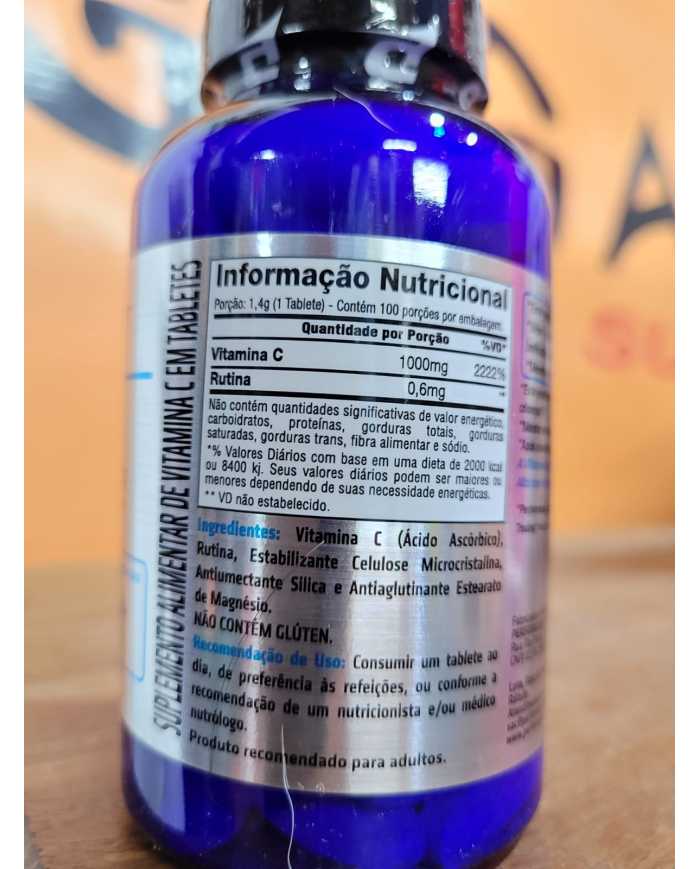 SUPLEMENTO ALIMENTAR DE VITAMINA C EM TABLETES
Informação Nutricional
Porção: 1,4g (1 Tablete) - Contém 100 porções por embalagem
Quantidade por Porção %VD*
Vitamina C 1000mg 2222%
Rutina 0,6mg **
Não contém quantidades significativas de valor energético,
carboidratos, proteínas, gorduras totais, gorduras
saturadas, gorduras trans, fibra alimentar e sódio.
*% Valores Diários com base em uma dieta de 2000 kcal
ou 8400 kj. Seus valores diários podem ser maiores ou
menores dependendo de suas necessidade energéticas.
** VD não estabelecido.
Ingredientes: Vitamina C (Ácido Ascórbico),
Rutina, Estabilizante Celulose Microcristalina,
Antiumectante Silica e Antiaglutinante Estearato
de Magnésio.
NÃO CONTÉM GLÚTEN.
Recomendação de Uso: Consumir um tablete ao
dia, de preferência às refeições, ou conforme a
recomendação de um nutricionista e/ou médico
nutrólogo.
Produto recomendado para adultos.